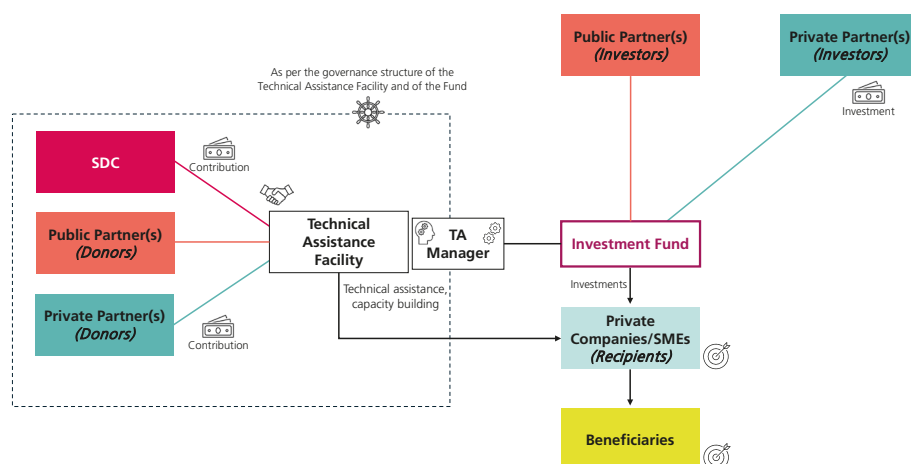 Public Partner(s)
(Investors)
Private Partner(s)
(Investors)
As per the governance structure of the
Technical Assistance Facility and of the Fund
Investment
SDC
Contribution
Public Partner(s)
(Donors)
Technical
Assistance
Facility
TA
Manager
Investment Fund
Technical assistance,
capacity building
Investments
Private Partner(s)
(Donors)
Contribution
Private
Companies/SMEs
(Recipients)
Beneficiaries